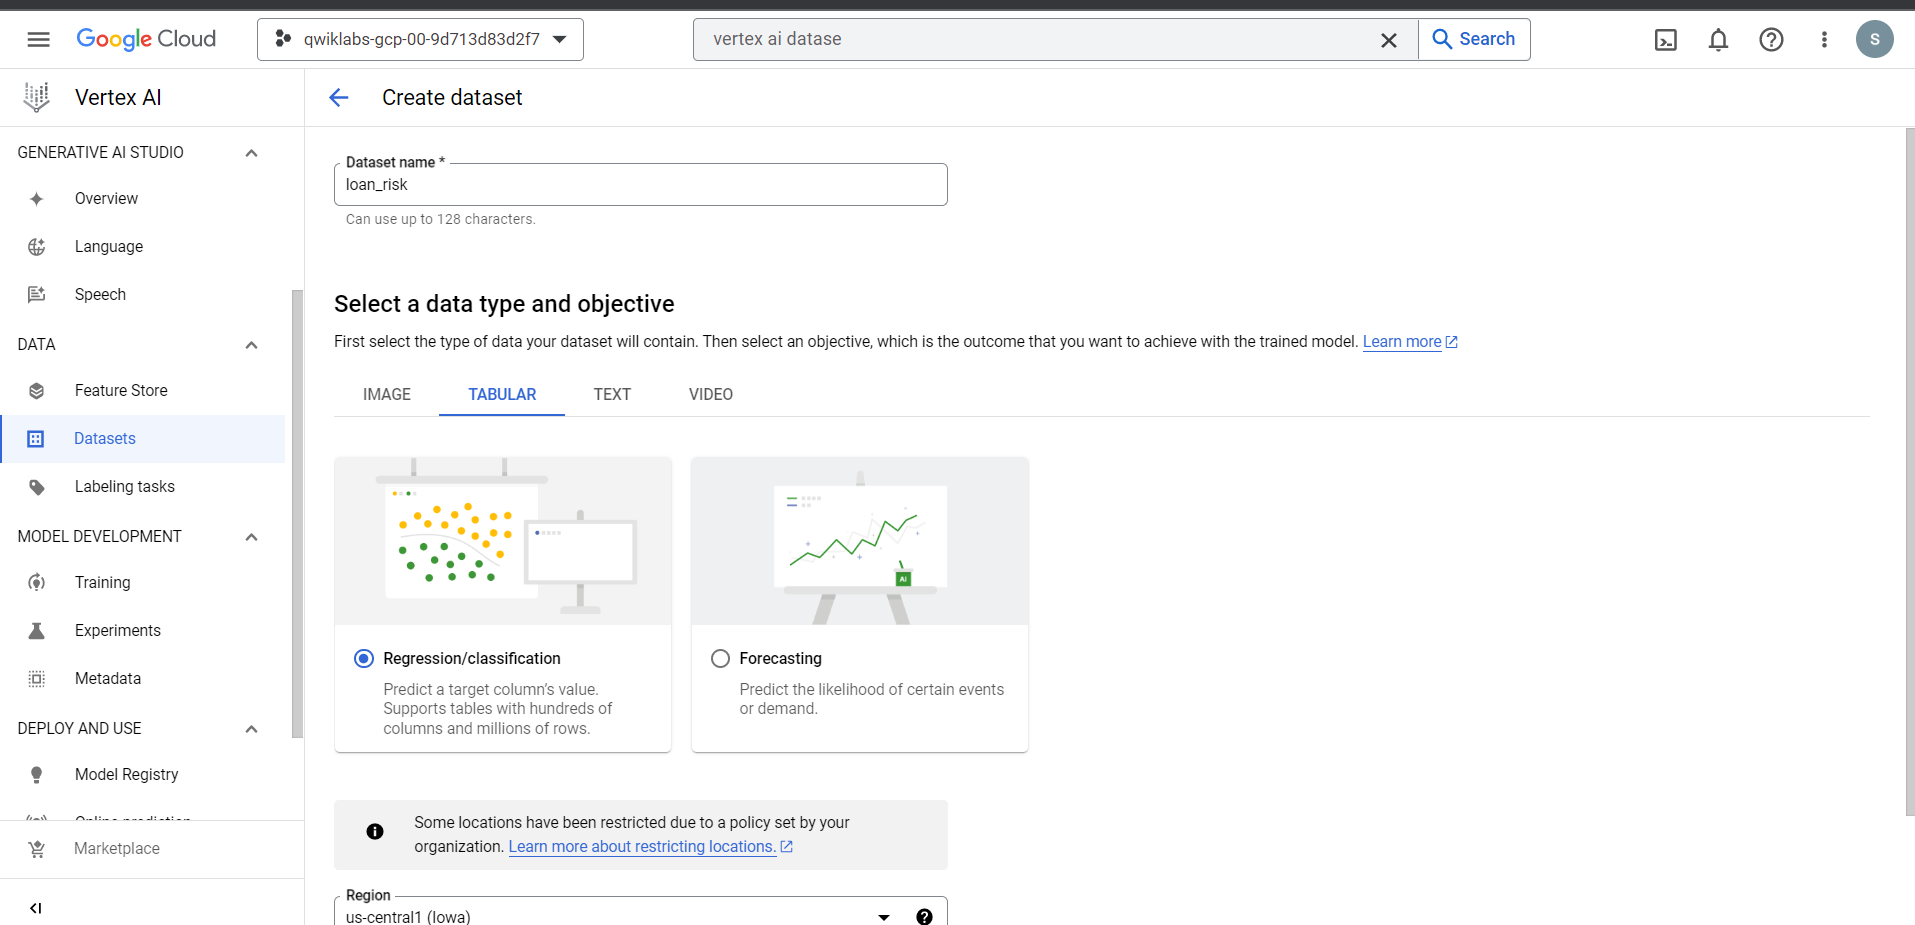 Google Cloud
qwiklabs-gcp-00-9d713d83d2f7
vertex ai datase
Search
S
Vertex AI
Create dataset
GENERATIVE AI STUDIO
Overview
Language
Speech
DATA
Feature Store
Datasets
Labeling tasks
MODEL DEVELOPMENT
Training
Experiments
Metadata
DEPLOY AND USE
Model Registry
Online prediction
Marketplace
Dataset name *
loan_risk
Can use up to 128 characters.
Select a data type and objective
First select the type of data your dataset will contain. Then select an objective, which is the outcome that you want to achieve with the trained model. Learn more
IMAGE
TABULAR
TEXT
VIDEO
AI
Regression/classification
Predict a target column's value.
Supports tables with hundreds of
columns and millions of rows.
Forecasting
Predict the likelihood of certain events
or demand.
Some locations have been restricted due to a policy set by your
organization. Learn more about restricting locations.
Region
us-central1 (Iowa)